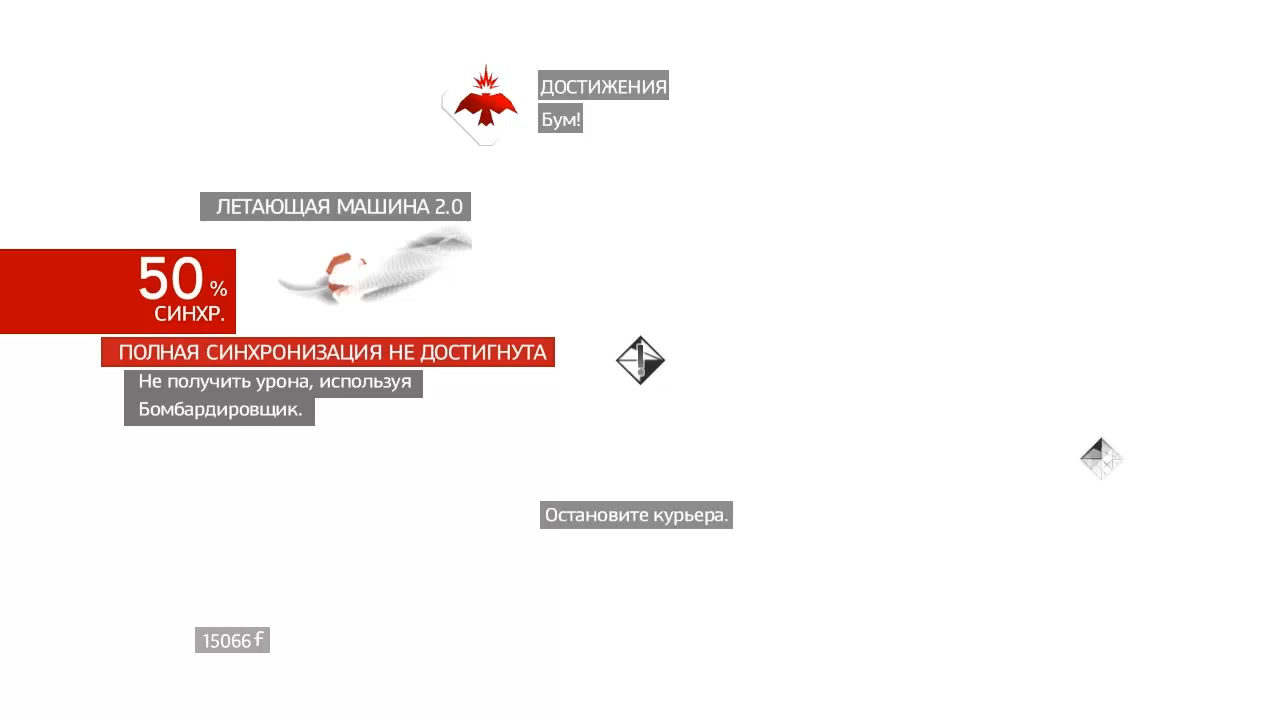 ДОСТИЖЕНИЯ
Бум!
ЛЕТАЮЩАЯ МАШИНА 2.0
50 %
СИНХР.
ПОЛНАЯ СИНХРОНИЗАЦИЯ НЕ ДОСТИГНУТА
Не получить урона, используя
Бомбардировщик.
Остановите курьера.
15066 f